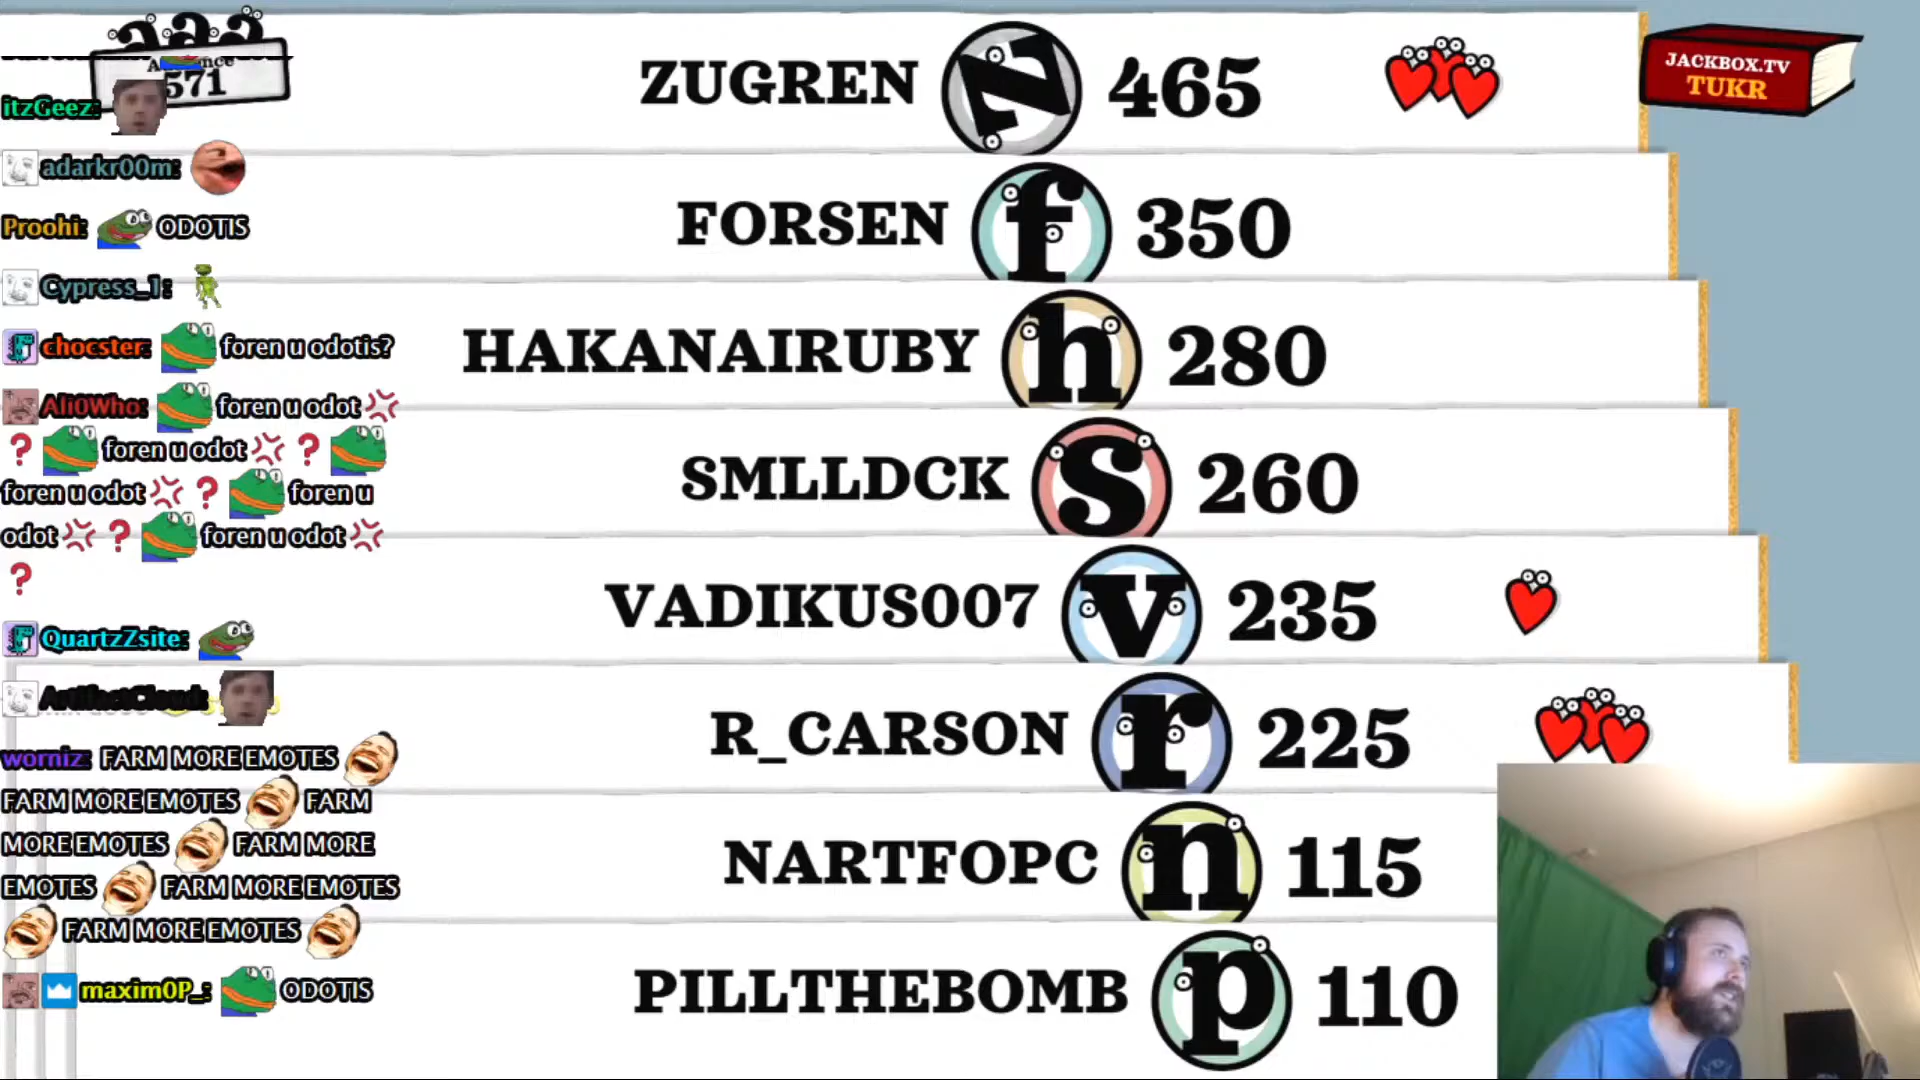 571
itzGeez:
adarkr00m:
Proohi: ODOTIS
Cypress_1:
chocster: foren u odotis?
Ali0Who: foren u odot
? foren u odot ?
foren u odot ? foren u
odot ? foren u odot
?
QuartzZsite:
ArtifactCloud:
worniz: FARM MORE EMOTES
FARM MORE EMOTES FARM
MORE EMOTES FARM MORE
EMOTES FARM MORE EMOTES
FARM MORE EMOTES
maxim0P_: ODOTIS
ZUGREN N 465
FORSEN f 350
HAKANAIRUBY h 280
SMLLDCK s 260
VADIKUS007 v 235
R_CARSON r 225
NARTFOPC n 115
PILLTHEBOMB p 110
JACKBOX.TV
TUKR